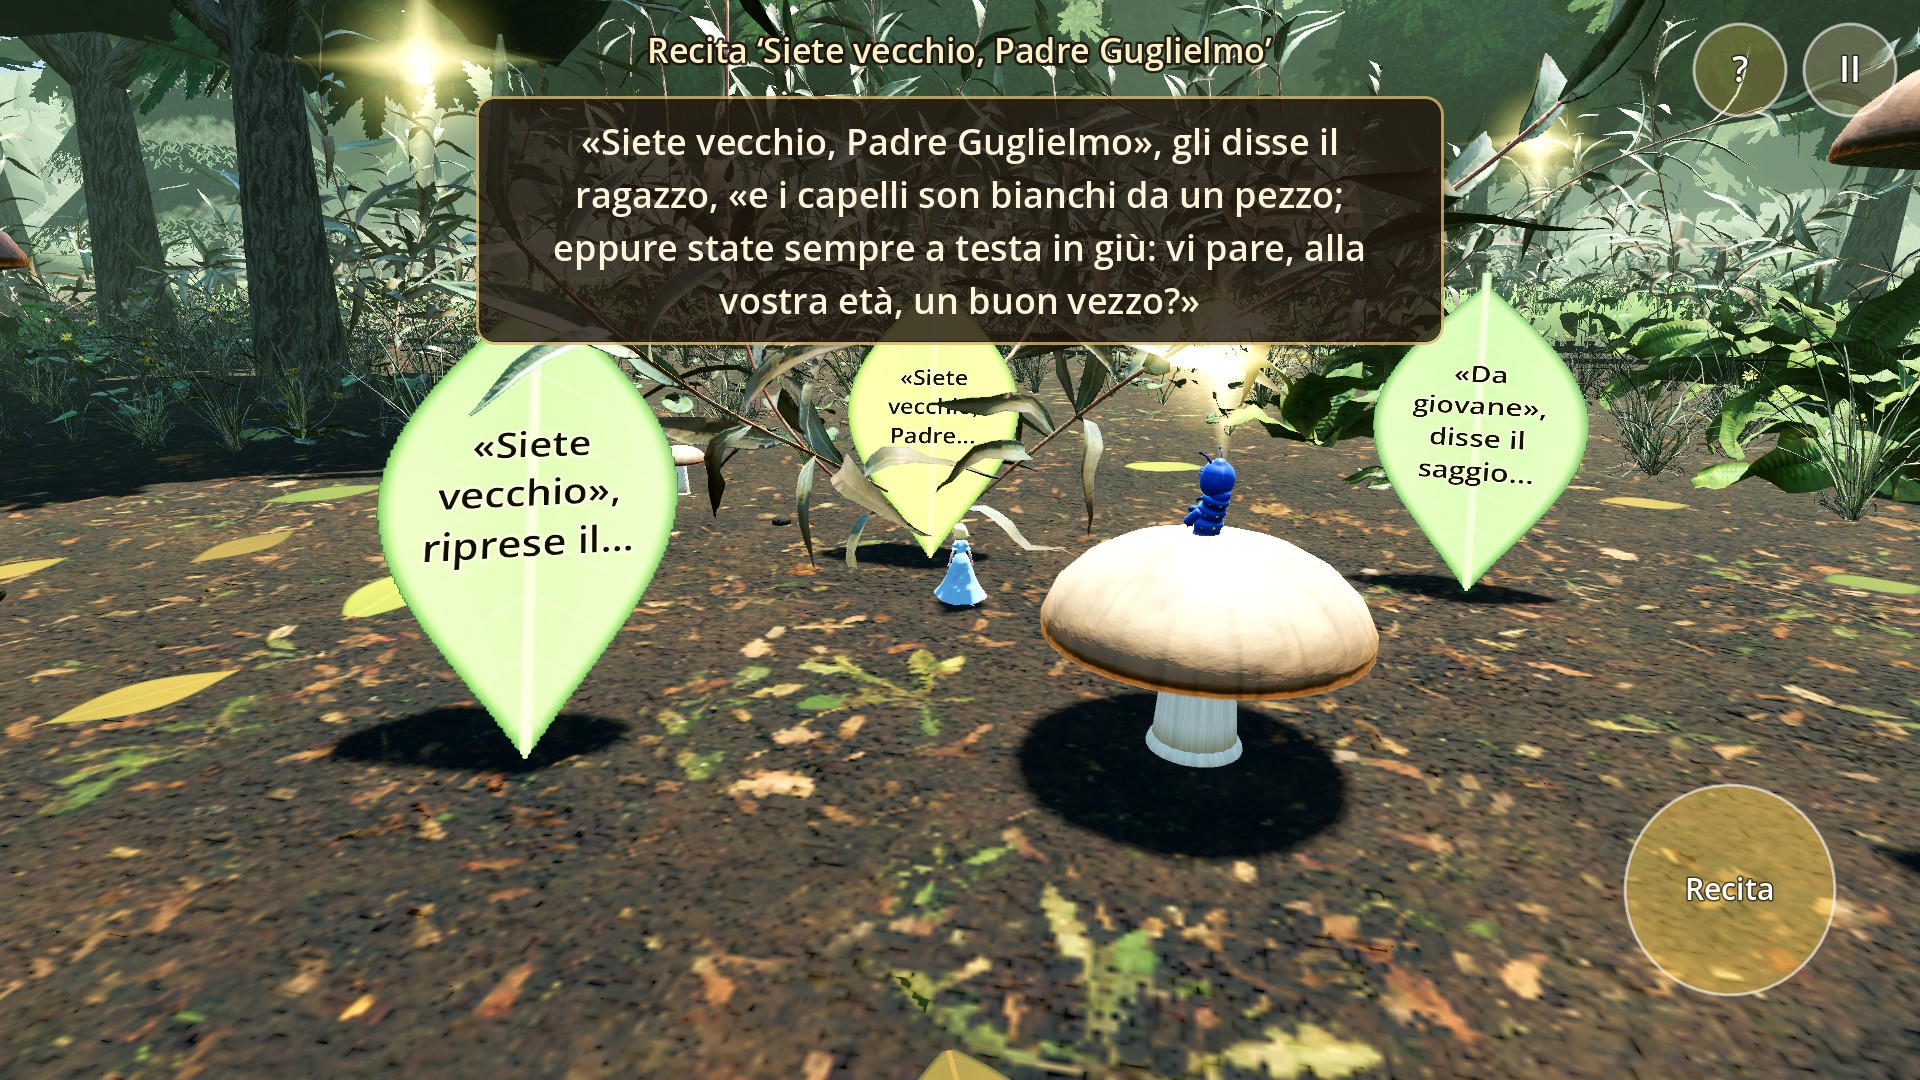 Recita ‘Siete vecchio, Padre Guglielmo’
?
«Siete vecchio, Padre Guglielmo», gli disse il
ragazzo, «e i capelli son bianchi da un pezzo;
eppure state sempre a testa in giù: vi pare, alla
vostra età, un buon vezzo?»
«Siete
vecchio»,
riprese il...
«Siete
vecchio,
Padre...
«Da
giovane»,
disse il
saggio...
Recita